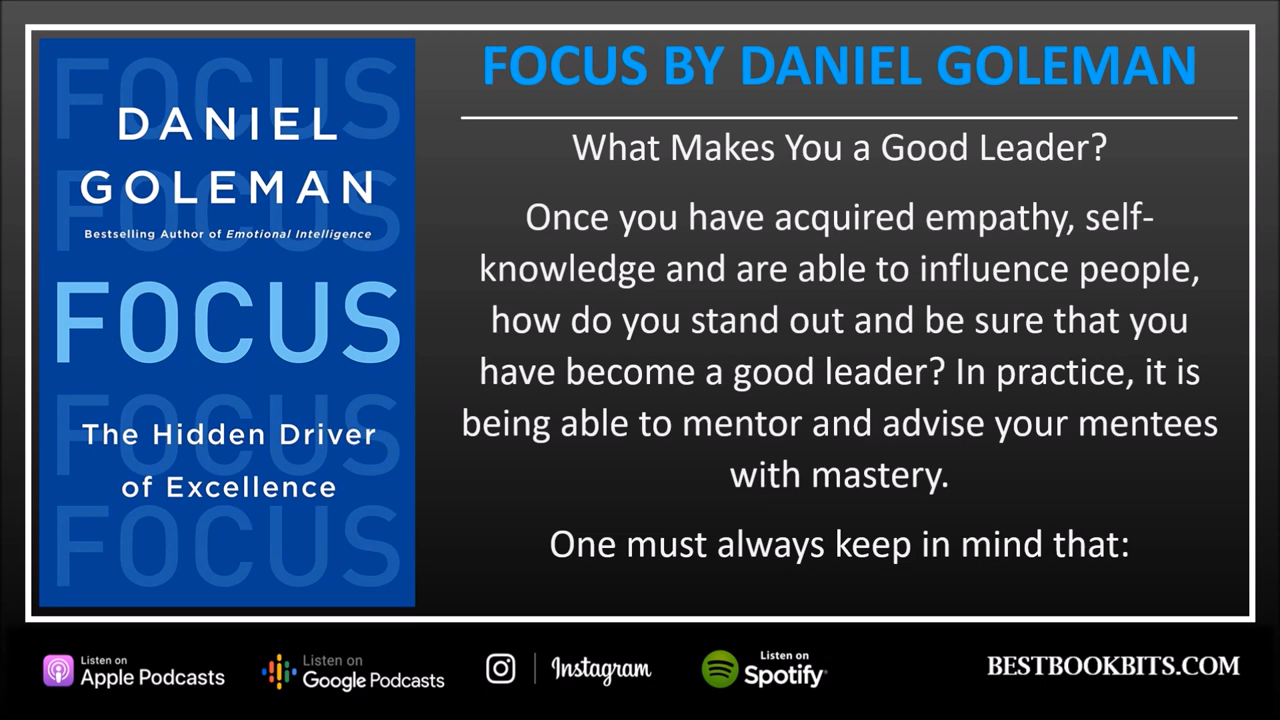 FOCUS
DANIEL
GOLEMAN
FOCUS
Bestselling Author of Emotional Intelligence
FOCUS
FOCUS
The Hidden Driver
of Excellence
FOCUS
FOCUS BY DANIEL GOLEMAN
What Makes You a Good Leader?
Once you have acquired empathy, self-
knowledge and are able to influence people,
how do you stand out and be sure that you
have become a good leader? In practice, it is
being able to mentor and advise your mentees
with mastery.
One must always keep in mind that:
Listen on
Apple Podcasts
Listen on
Google Podcasts
Instagram
Listen on
Spotify
BESTBOOKBITS.COM